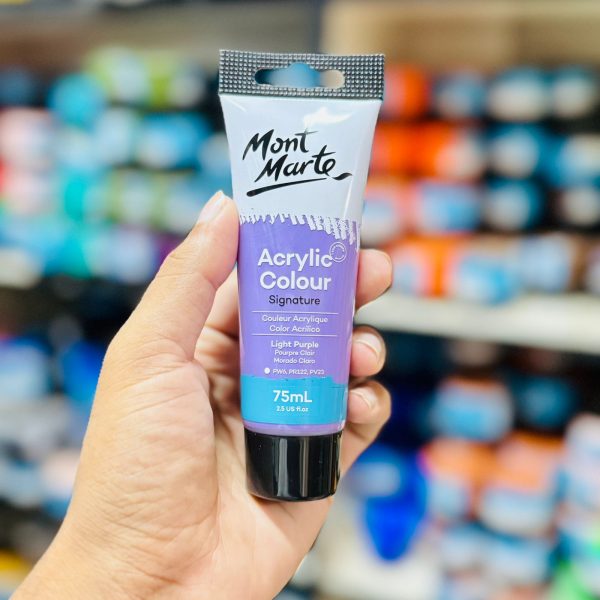 Mont
Marte
Acrylic
Colour
Signature
Couleur Acrylique
Color Acrílico
Light Purple
Pourpre Clair
Morado Claro
PW6, PR122, PV23
75mL
2.5 US fl.oz